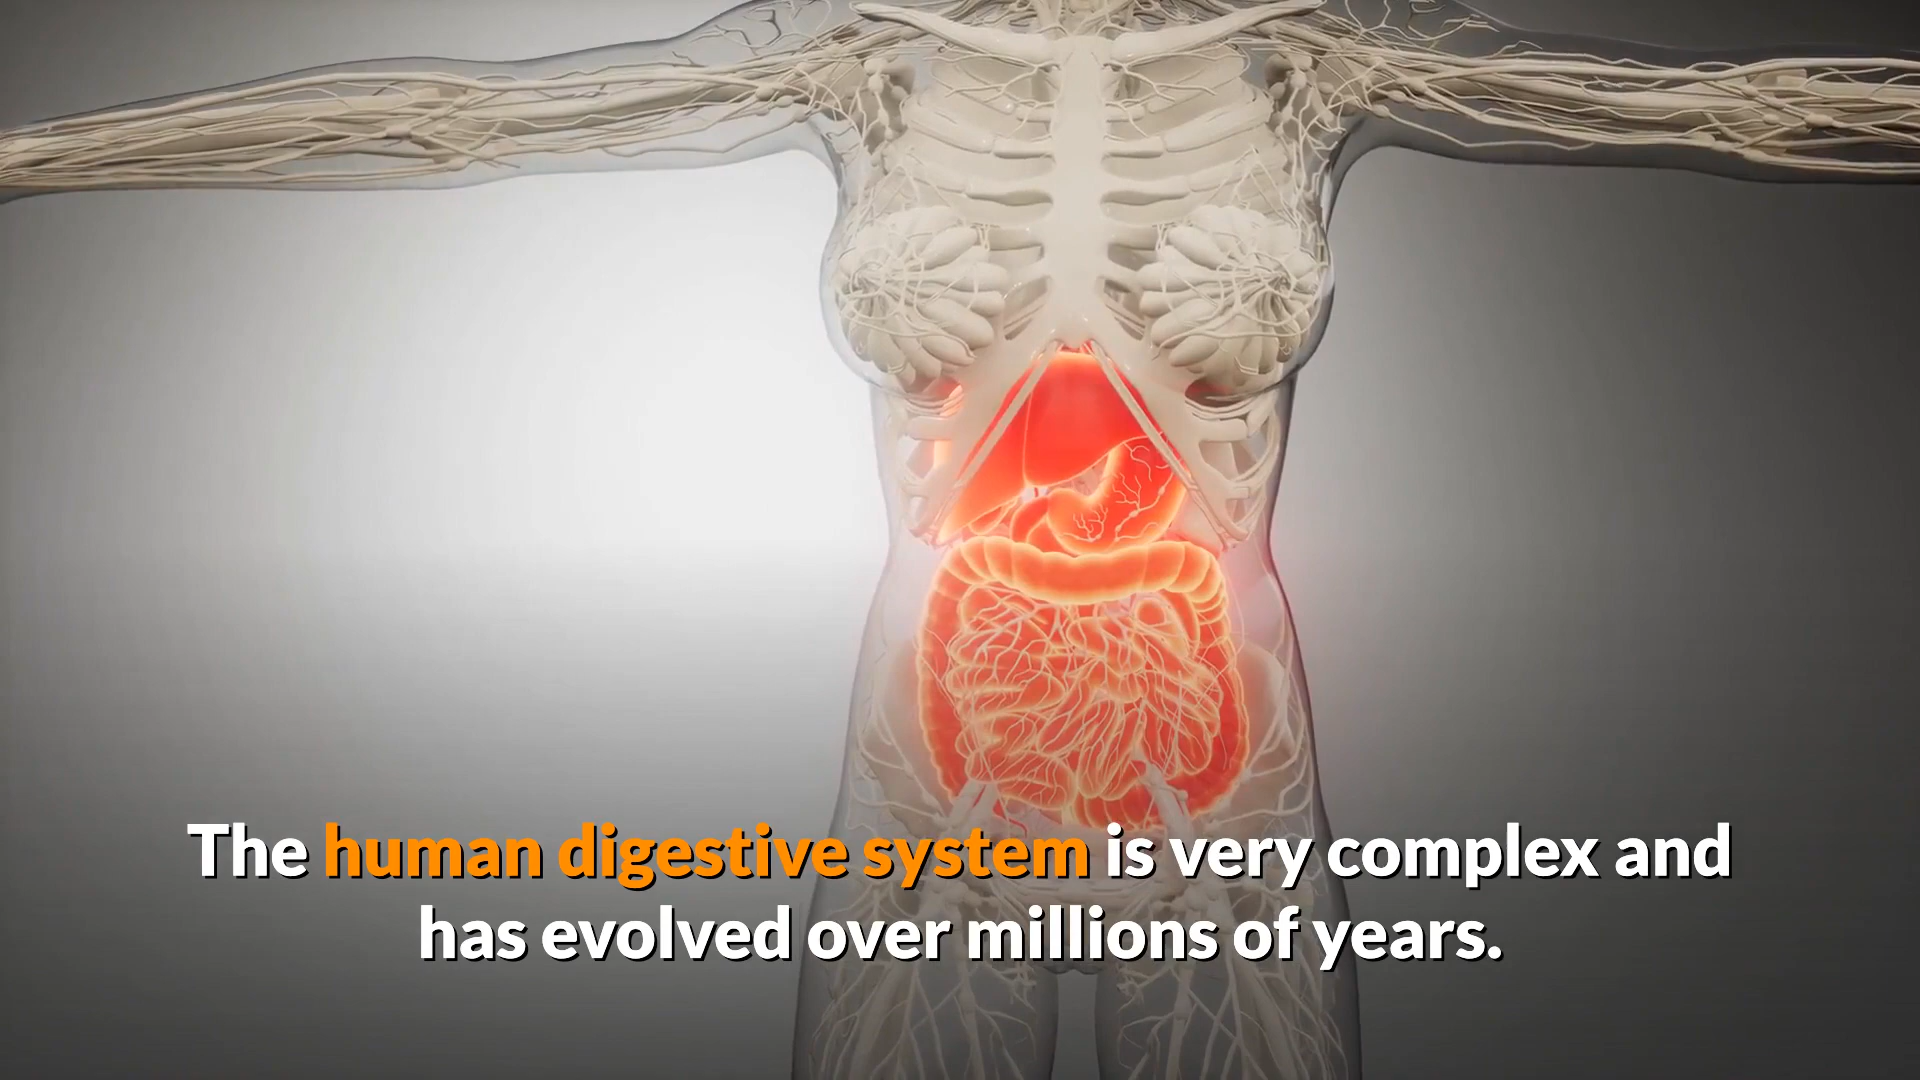 The human digestive system is very complex and
has evolved over millions of years.